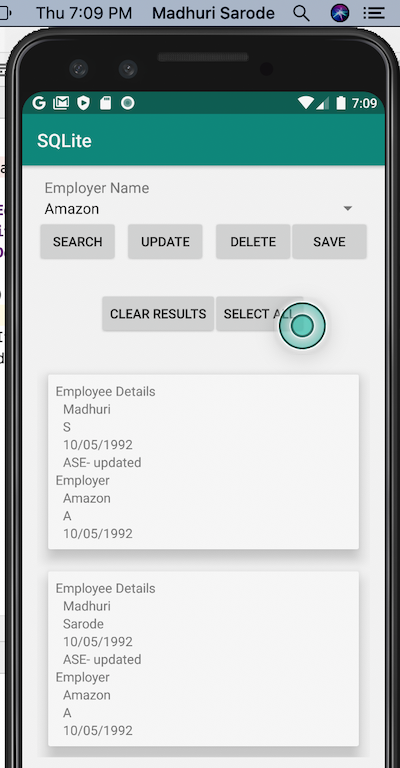 Thu 7:09 PM Madhuri Sarode
G 7:09
SQLite
Employer Name
Amazon
SEARCH UPDATE DELETE SAVE
CLEAR RESULTS SELECT ALL
Employee Details
Madhuri
S
10/05/1992
ASE- updated
Employer
Amazon
A
10/05/1992
Employee Details
Madhuri
Sarode
10/05/1992
ASE- updated
Employer
Amazon
A
10/05/1992